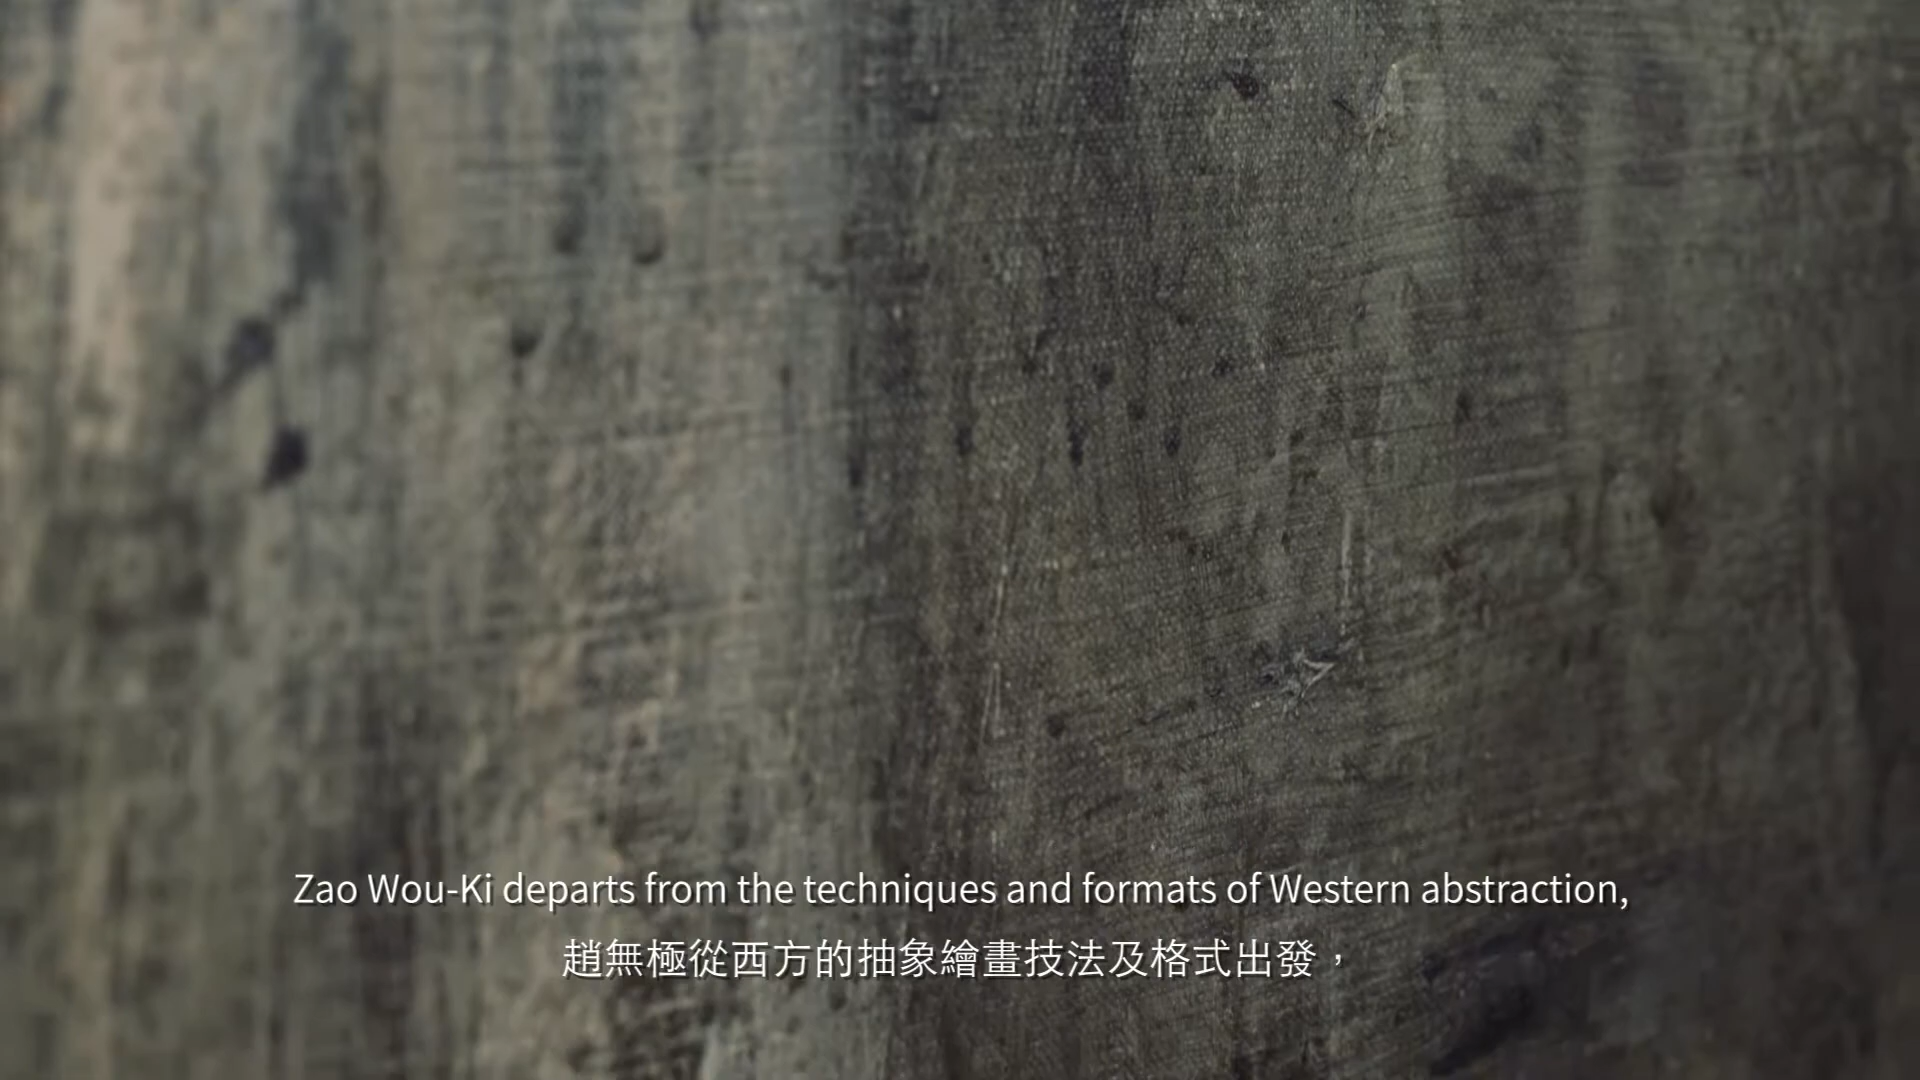 Zao Wou-Ki departs from the techniques and formats of Western abstraction,
趙無極從西方的抽象繪畫技法及格式出發，